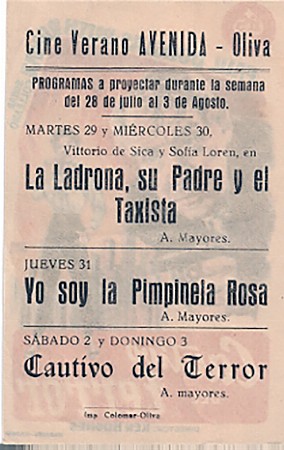 Cine Verano AVENIDA - Oliva
PROGRAMAS a proyectar durante la semana
del 28 de julio al 3 de Agosto.
MARTES 29 y MIÉRCOLES 30,
Vittorio de Sica y Sofía Loren, en
La Ladrona, su Padre y el
Taxista
A. Mayores.
JUEVES 31
Yo soy la Pimpinela Rosa
A. Mayores.
SÁBADO 2 y DOMINGO 3
Cautivo del Terror
A. mayores.
Imp. Colomar-Oliva